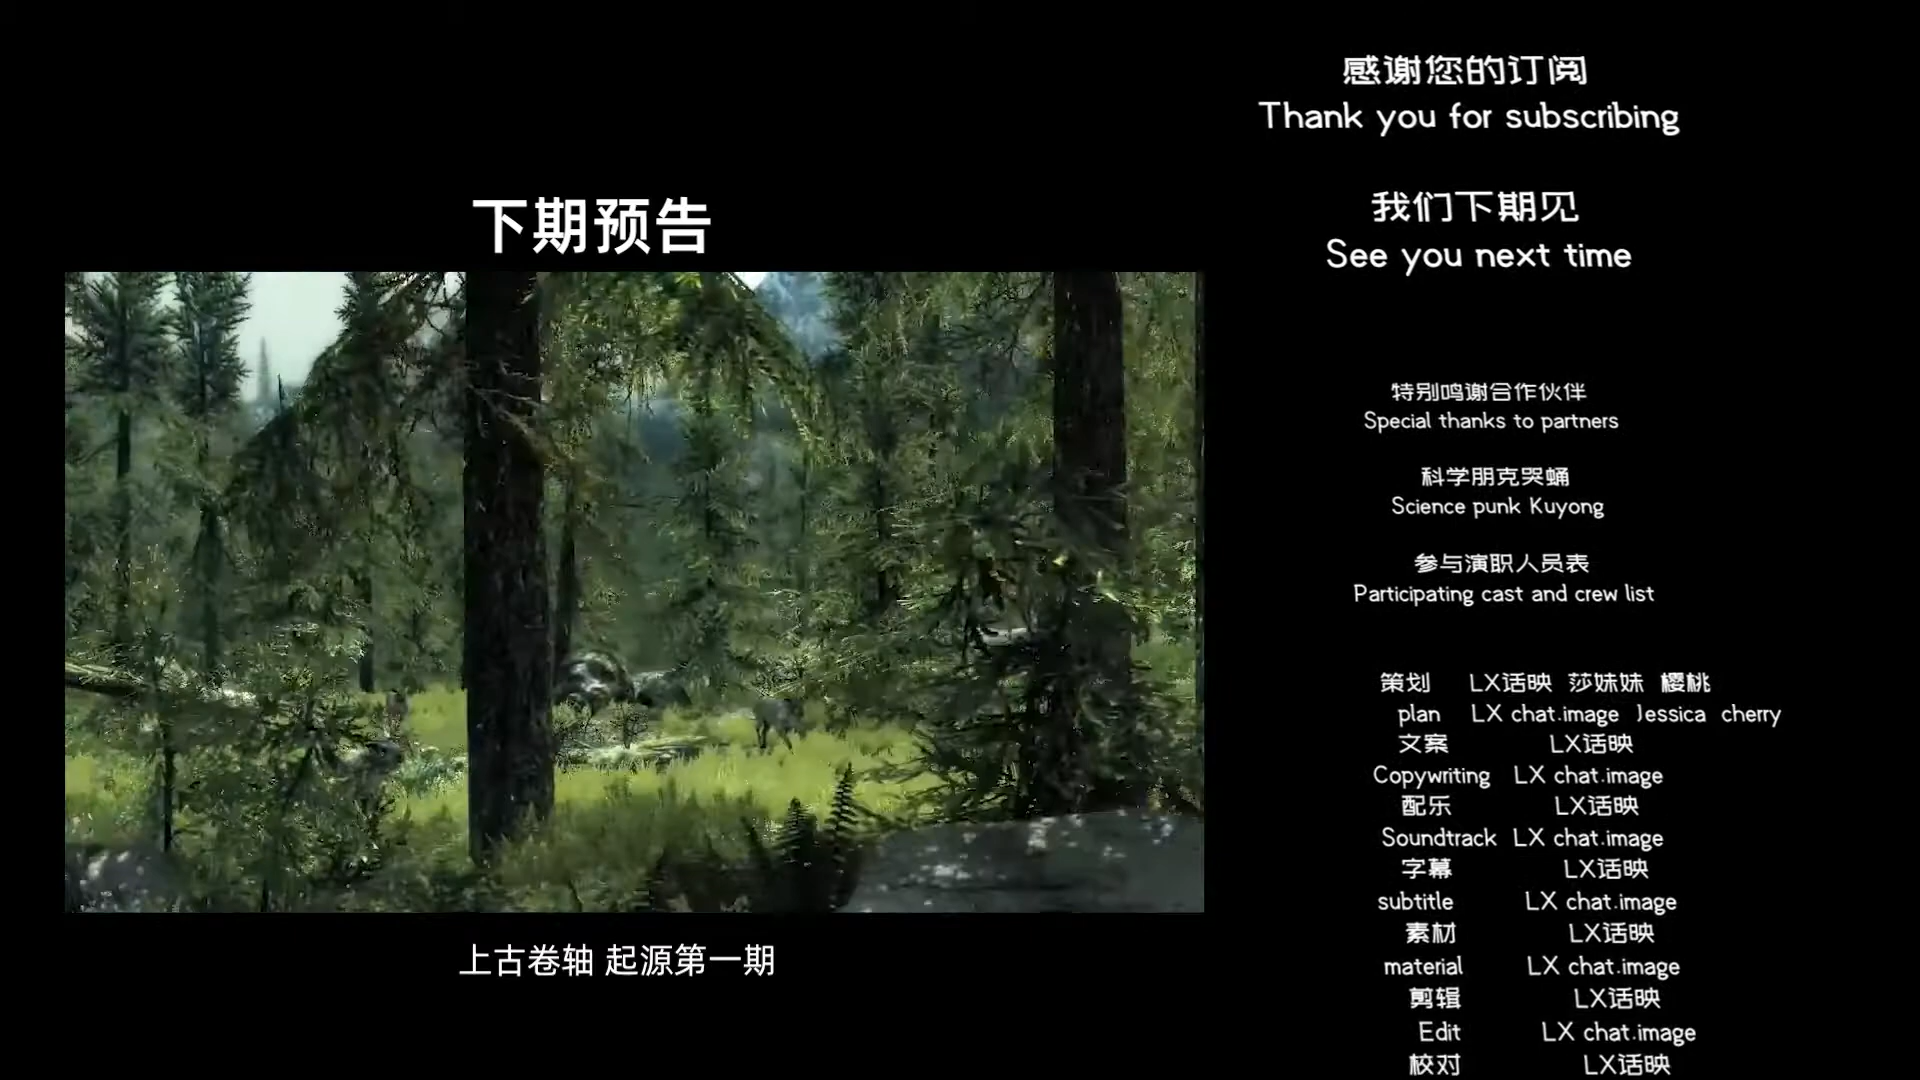 下期预告
上古卷轴 起源第一期
感谢您的订阅
Thank you for subscribing
我们下期见
See you next time
特别鸣谢合作伙伴
Special thanks to partners
科学朋克哭蛹
Science punk Kuyong
参与演职人员表
Participating cast and crew list
策划 LX话映 莎妹妹 樱桃
plan LX chat.image Jessica cherry
文案 LX话映
Copywriting LX chat.image
配乐 LX话映
Soundtrack LX chat.image
字幕 LX话映
subtitle LX chat.image
素材 LX话映
material LX chat.image
剪辑 LX话映
Edit LX chat.image
校对 LX话映